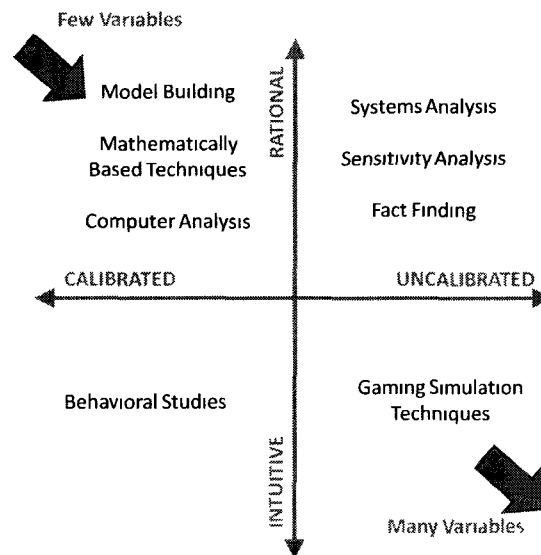 Few Variables
Model Building
Mathematically
Based Techniques
Computer Analysis
RATIONAL
Systems Analysis
Sensitivity Analysis
Fact Finding
CALIBRATED
UNCALIBRATED
Behavioral Studies
Gaming Simulation
Techniques
INTUITIVE
Many Variables